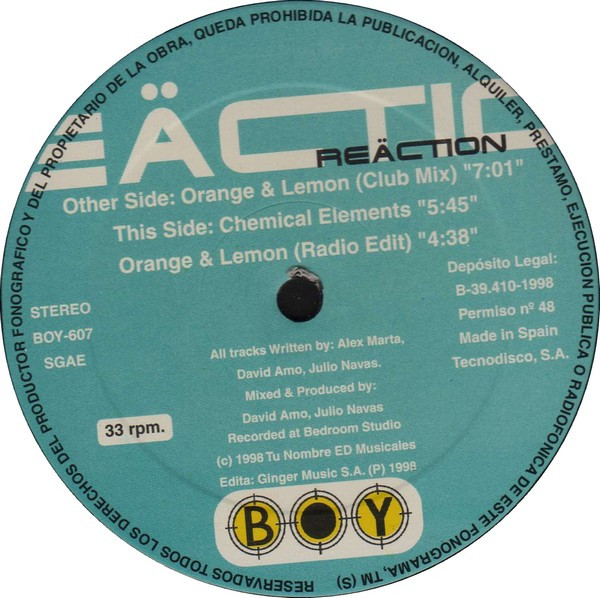 RESERVADOS TODOS LOS DERECHOS DEL PRODUCTOR FONOGRAFICO Y DEL PROPIETARIO DE LA OBRA, QUEDA PROHIBIDA LA PUBLICACION, ALQUILER, PRESTAMO, EJECUCION PUBLICA O RADIOFONICA DE ESTE FONOGRAMA, TM (S)
EÄCTIO
REÄCTION
Other Side: Orange & Lemon (Club Mix) "7:01"
This Side: Chemical Elements "5:45"
Orange & Lemon (Radio Edit) "4:38"
STEREO
BOY-607
SGAE
Depósito Legal:
B-39.410-1998
Permiso nº 48
Made in Spain
Tecnodisco, S.A.
33 rpm.
All tracks Written by: Alex Marta,
David Amo, Julio Navas.
Mixed & Produced by:
David Amo, Julio Navas
Recorded at Bedroom Studio
(c) 1998 Tu Nombre ED Musicales
Edita: Ginger Music S.A. (P) 1998
BOY